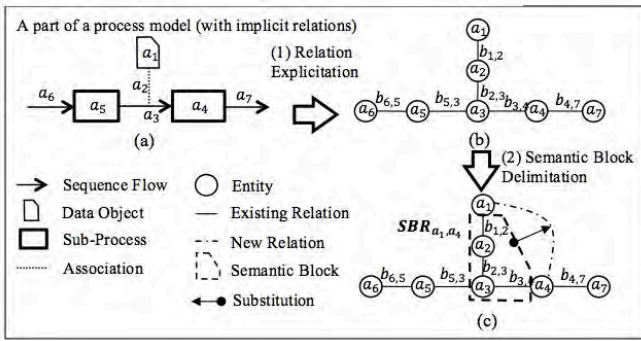 A part of a process model (with implicit relations)
a₁
a₂
a₆
a₅
a₃
a₄
a₇
(a)
(1) Relation
Explicitation
a₁
b₁,₂
a₂
b₂,₃
a₆ b₆,₅ a₅ b₅,₃ a₃ b₃,₄ a₄ b₄,₇ a₇
(b)
(2) Semantic Block
Delimitation
Sequence Flow
Data Object
Sub-Process
Association
Entity
Existing Relation
New Relation
Semantic Block
Substitution
SBRₐ₁,ₐ₄
a₁
b₁,₂
a₂
b₂,₃
a₆ b₆,₅ a₅ b₅,₃ a₃ b₃, a₄ b₄,₇ a₇
(c)